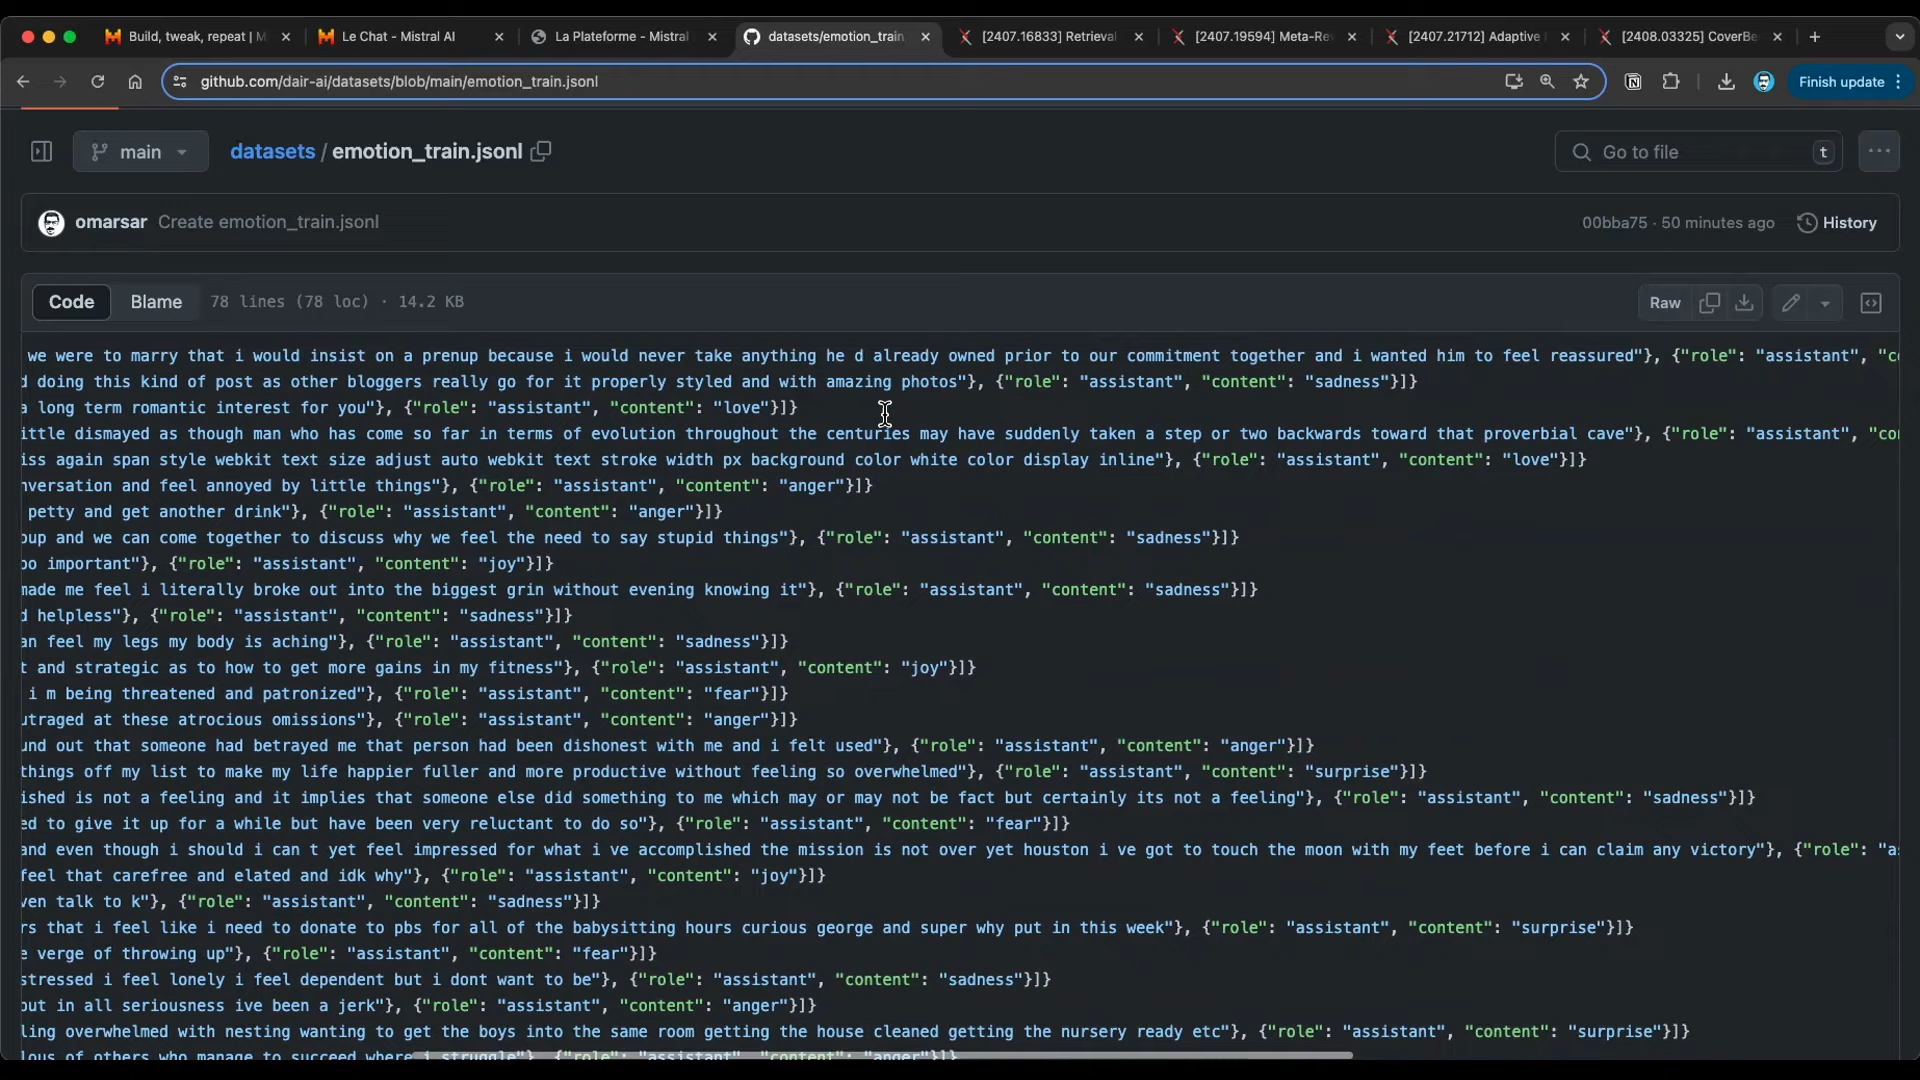 Build, tweak, repeat | M
Le Chat - Mistral AI
La Plateforme - Mistral
datasets/emotion_train.
[2407.16833] Retrieval
[2407.19594] Meta-Re
[2407.21712] Adaptive
[2408.03325] CoverBe
github.com/dair-ai/datasets/blob/main/emotion_train.jsonl
Finish update
main
datasets / emotion_train.jsonl
Go to file
t
omarsar Create emotion_train.jsonl
00bba75 · 50 minutes ago
History
Code
Blame
78 lines (78 loc) · 14.2 KB
Raw
we were to marry that i would insist on a prenup because i would never take anything he d already owned prior to our commitment together and i wanted him to feel reassured"}, {"role": "assistant", "c
d doing this kind of post as other bloggers really go for it properly styled and with amazing photos"}, {"role": "assistant", "content": "sadness"}]}
a long term romantic interest for you"}, {"role": "assistant", "content": "love"}]}
ittle dismayed as though man who has come so far in terms of evolution throughout the centuries may have suddenly taken a step or two backwards toward that proverbial cave"}, {"role": "assistant", "co
iss again span style webkit text size adjust auto webkit text stroke width px background color white color display inline"}, {"role": "assistant", "content": "love"}]}
nversation and feel annoyed by little things"}, {"role": "assistant", "content": "anger"}]}
petty and get another drink"}, {"role": "assistant", "content": "anger"}]}
oup and we can come together to discuss why we feel the need to say stupid things"}, {"role": "assistant", "content": "sadness"}]}
oo important"}, {"role": "assistant", "content": "joy"}]}
made me feel i literally broke out into the biggest grin without evening knowing it"}, {"role": "assistant", "content": "sadness"}]}
d helpless"}, {"role": "assistant", "content": "sadness"}]}
an feel my legs my body is aching"}, {"role": "assistant", "content": "sadness"}]}
t and strategic as to how to get more gains in my fitness"}, {"role": "assistant", "content": "joy"}]}
i m being threatened and patronized"}, {"role": "assistant", "content": "fear"}]}
utraged at these atrocious omissions"}, {"role": "assistant", "content": "anger"}]}
und out that someone had betrayed me that person had been dishonest with me and i felt used"}, {"role": "assistant", "content": "anger"}]}
things off my list to make my life happier fuller and more productive without feeling so overwhelmed"}, {"role": "assistant", "content": "surprise"}]}
ished is not a feeling and it implies that someone else did something to me which may or may not be fact but certainly its not a feeling"}, {"role": "assistant", "content": "sadness"}]}
ed to give it up for a while but have been very reluctant to do so"}, {"role": "assistant", "content": "fear"}]}
and even though i should i can t yet feel impressed for what i ve accomplished the mission is not over yet houston i ve got to touch the moon with my feet before i can claim any victory"}, {"role": "a
feel that carefree and elated and idk why"}, {"role": "assistant", "content": "joy"}]}
ven talk to k"}, {"role": "assistant", "content": "sadness"}]}
rs that i feel like i need to donate to pbs for all of the babysitting hours curious george and super why put in this week"}, {"role": "assistant", "content": "surprise"}]}
e verge of throwing up"}, {"role": "assistant", "content": "fear"}]}
stressed i feel lonely i feel dependent but i dont want to be"}, {"role": "assistant", "content": "sadness"}]}
out in all seriousness ive been a jerk"}, {"role": "assistant", "content": "anger"}]}
ling overwhelmed with nesting wanting to get the boys into the same room getting the house cleaned getting the nursery ready etc"}, {"role": "assistant", "content": "surprise"}]}
lous of others who manage to succeed where i struggle"}, {"role": "assistant", "content": "anger"}]}